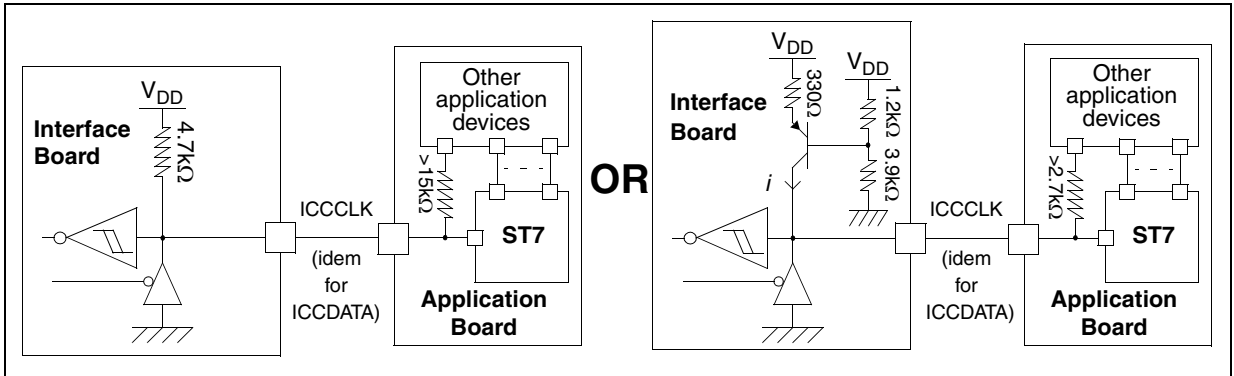 VDD
4.7kΩ
Interface
Board
ICCCLK
(idem
for
ICCDATA)
Other
application
devices
>15kΩ
ST7
Application
Board
OR
VDD
330Ω
VDD
1.2kΩ
3.9kΩ
Interface
Board
i
ICCCLK
(idem
for
ICCDATA)
Other
application
devices
>2.7kΩ
ST7
Application
Board